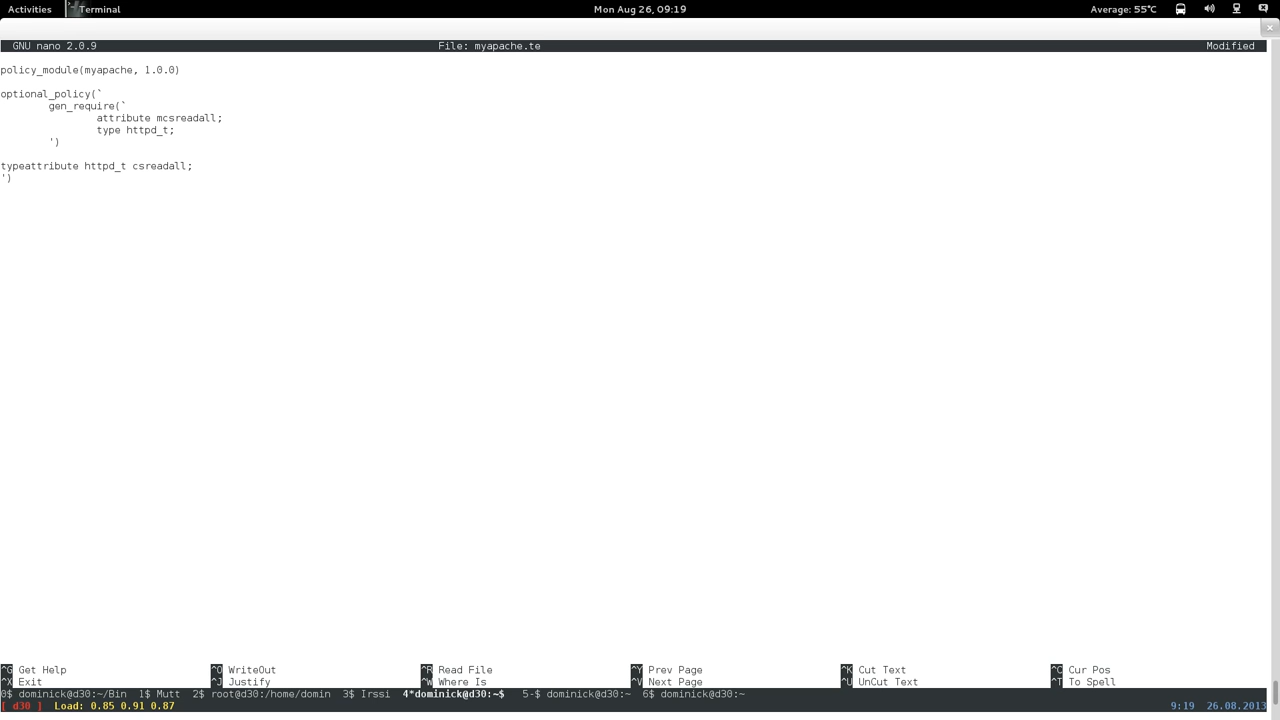 Activities Terminal Mon Aug 26, 09:19 Average: 55°C
GNU nano 2.0.9 File: myapache.te Modified
policy_module(myapache, 1.0.0)
optional_policy(`
gen_require(`
attribute mcsreadall;
type httpd_t;
')
typeattribute httpd_t csreadall;
')
^G Get Help ^O WriteOut ^R Read File ^Y Prev Page ^K Cut Text ^C Cur Pos
^X Exit ^J Justify ^W Where Is ^V Next Page ^U UnCut Text ^T To Spell
0$ dominick@d30:~/Bin 1$ Mutt 2$ root@d30:/home/domin 3$ Irssi 4*dominick@d30:~$ 5-$ dominick@d30:~ 6$ dominick@d30:~
[ d30 ] Load: 0.85 0.91 0.87 9:19 26.08.2013